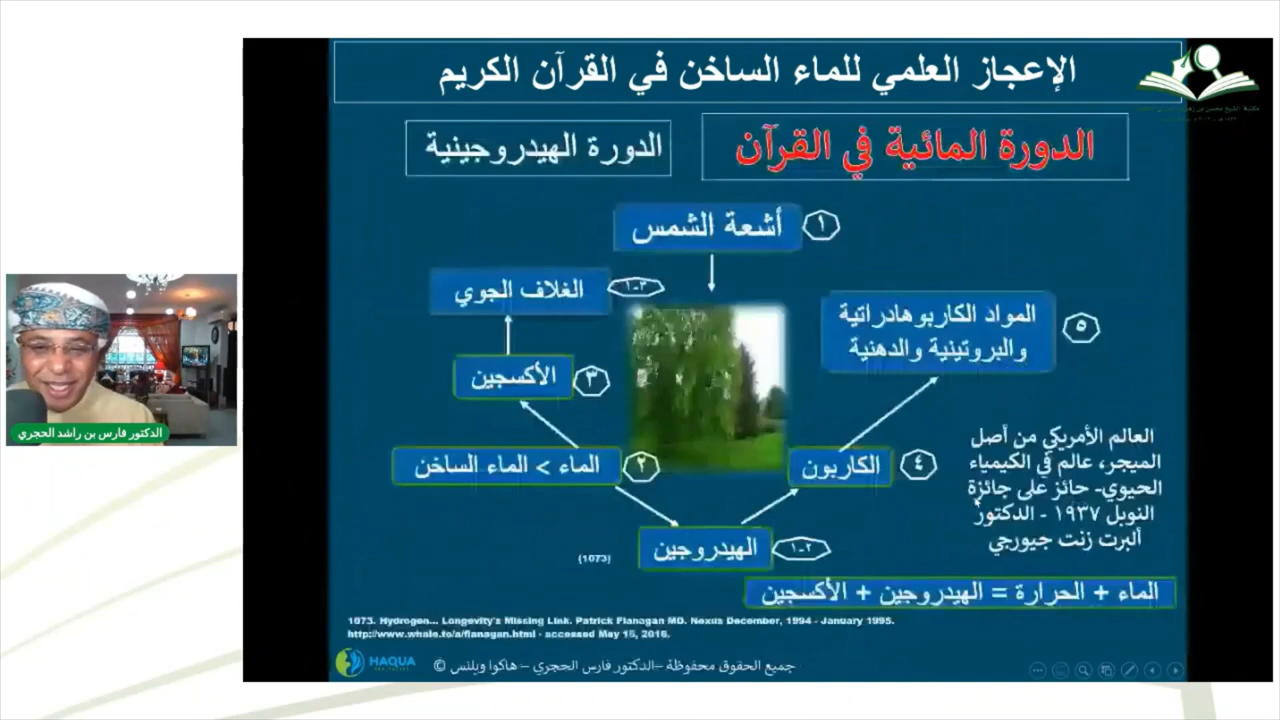 الإعجاز العلمي للماء الساخن في القرآن الكريم
الدورة المائية في القرآن
الدورة الهيدروجينية
١ أشعة الشمس
٣-١ الغلاف الجوي
٥ المواد الكاربوهادراتية
والبروتينية والدهنية
٣ الأكسجين
٢ الماء > الماء الساخن
٤ الكاربون
٢-١ الهيدروجين
(1073)
العالم الأمريكي من أصل
الميجر، عالم في الكيمياء
الحيوي- حائز على جائزة
النوبل ١٩٣٧ - الدكتور
ألبرت زنت جيورجي
الماء + الحرارة = الهيدروجين + الأكسجين
1073. Hydrogen... Longevity's Missing Link. Patrick Flanagan MD. Nexus December, 1994 - January 1995.
http://www.whale.to/a/flanagan.html - accessed May 15, 2016.
HAQUA
جميع الحقوق محفوظة –الدكتور فارس الحجري – هاكوا ويلنس ©
الدكتور فارس بن راشد الحجري